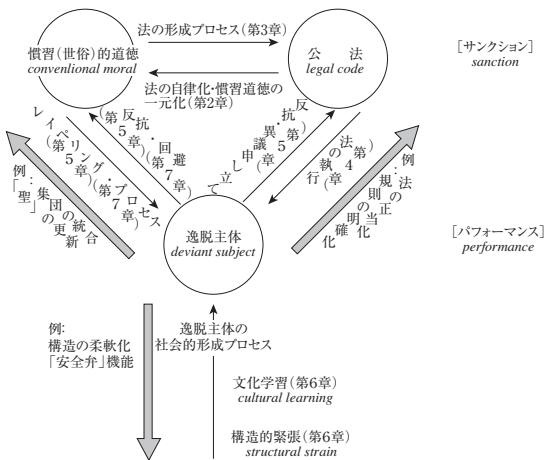 法の形成プロセス(第3章)
慣習(世俗)的道徳
convenlional moral
公　法
legal code
[サンクション]
sanction
法の自律化・慣習道徳の
一元化(第2章)
反抗・回避
(第5章)(第7章)
レイベリング・プロセス
(第5章)(第7章)
例：集団の統合
「聖」の更新
反抗・
異議申し立て
(第5章)
法の執行
(第4章)
例：法の正当化
規則の明確化
逸脱主体
deviant subject
[パフォーマンス]
performance
例:
構造の柔軟化
「安全弁」機能
逸脱主体の
社会的形成プロセス
文化学習(第6章)
cultural learning
構造的緊張(第6章)
structural strain